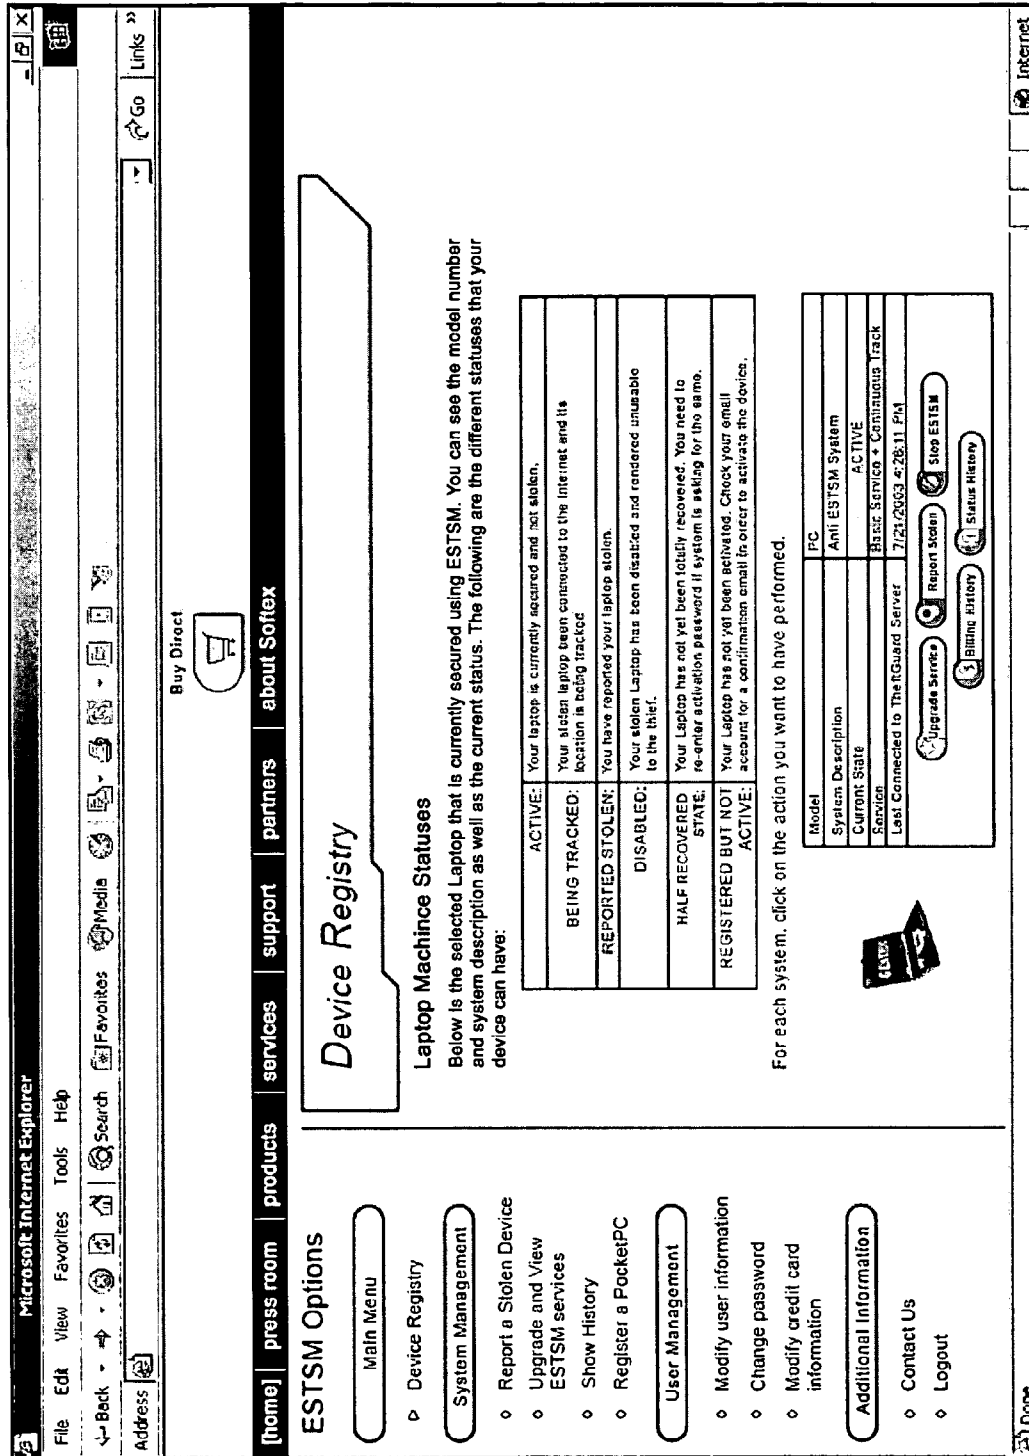 Microsoft Internet Explorer
File Edit View Favorites Tools Help
Back Search Favorites Media
Address Go Links »
Buy Direct
[home] press room products services support partners about Softex
ESTSM Options
Main Menu
Device Registry
System Management
Report a Stolen Device
Upgrade and View
ESTSM services
Show History
Register a PocketPC
User Management
Modify user information
Change password
Modify credit card
information
Additional Information
Contact Us
Logout
Device Registry
Laptop Machince Statuses
Below is the selected Laptop that is currently secured using ESTSM. You can see the model number
and system description as well as the current status. The following are the different statuses that your
device can have:
ACTIVE: Your laptop is currently secured and not stolen.
BEING TRACKED: Your stolen laptop been connected to the Internet and its
location is being tracked
REPORTED STOLEN: You have reported your laptop stolen.
DISABLED: Your stolen Laptop has been disabled and rendered unusable
to the thief.
HALF RECOVERED STATE: Your Laptop has not yet been totally recovered. You need to
re-enter activation password if system is asking for the same.
REGISTERED BUT NOT ACTIVE: Your Laptop has not yet been activated. Check your email
account for a confirmation email in order to activate the device.
For each system, click on the action you want to have performed.
Model PC
System Description Anti ESTSM System
Current State ACTIVE
Service Basic Service + Continuous Track
Last Connected to TheftGuard Server 7/21/2003 4:28:11 PM
Upgrade Service Report Stolen Stop ESTSM
Billing History Status History
Done
Internet